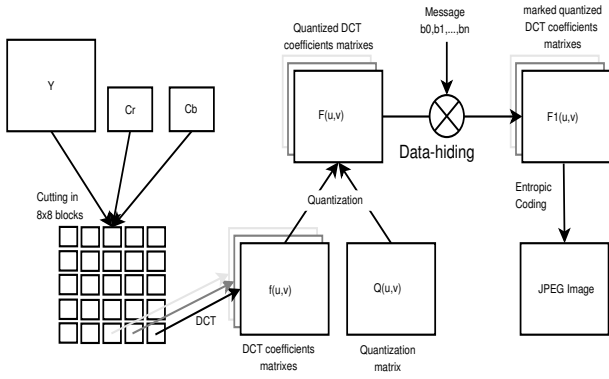 Y
Cr
Cb
Cutting in
8x8 blocks
DCT
f(u,v)
DCT coefficients
matrixes
Q(u,v)
Quantization
matrix
Quantization
Quantized DCT
coefficients matrixes
F(u,v)
Message
b0,b1,...,bn
Data-hiding
marked quantized
DCT coefficients
matrixes
F1(u,v)
Entropic
Coding
JPEG Image